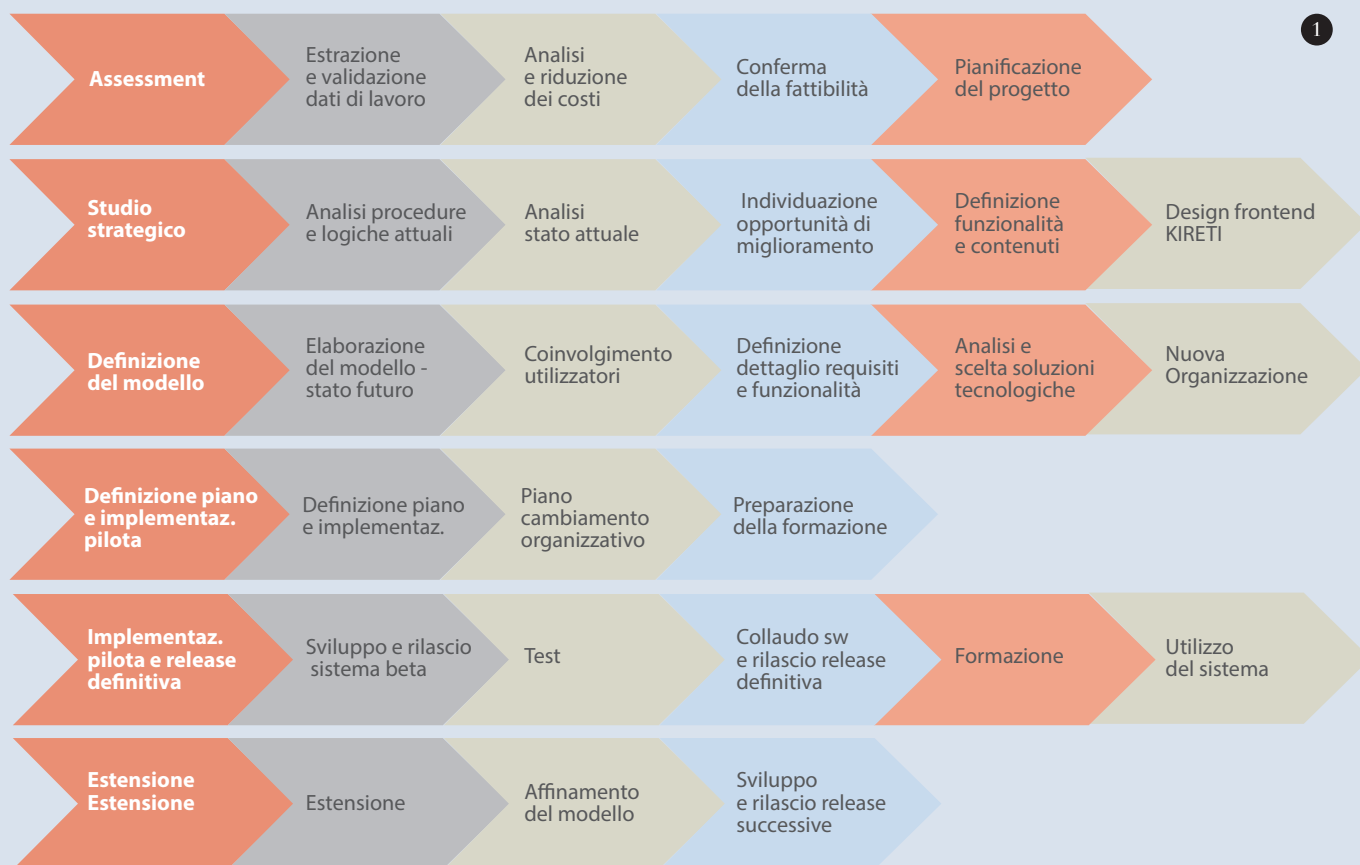 1
Assessment
Estrazione
e validazione
dati di lavoro
Analisi
e riduzione
dei costi
Conferma
della fattibilità
Pianificazione
del progetto
Studio
strategico
Analisi procedure
e logiche attuali
Analisi
stato attuale
Individuazione
opportunità di
miglioramento
Definizione
funzionalità
e contenuti
Design frontend
KIRETI
Definizione
del modello
Elaborazione
del modello -
stato futuro
Coinvolgimento
utilizzatori
Definizione
dettaglio requisiti
e funzionalità
Analisi e
scelta soluzioni
tecnologiche
Nuova
Organizzazione
Definizione piano
e implementaz.
pilota
Definizione piano
e implementaz.
Piano
cambiamento
organizzativo
Preparazione
della formazione
Implementaz.
pilota e release
definitiva
Sviluppo e rilascio
sistema beta
Test
Collaudo sw
e rilascio release
definitiva
Formazione
Utilizzo
del sistema
Estensione
Estensione
Estensione
Affinamento
del modello
Sviluppo
e rilascio release
successive